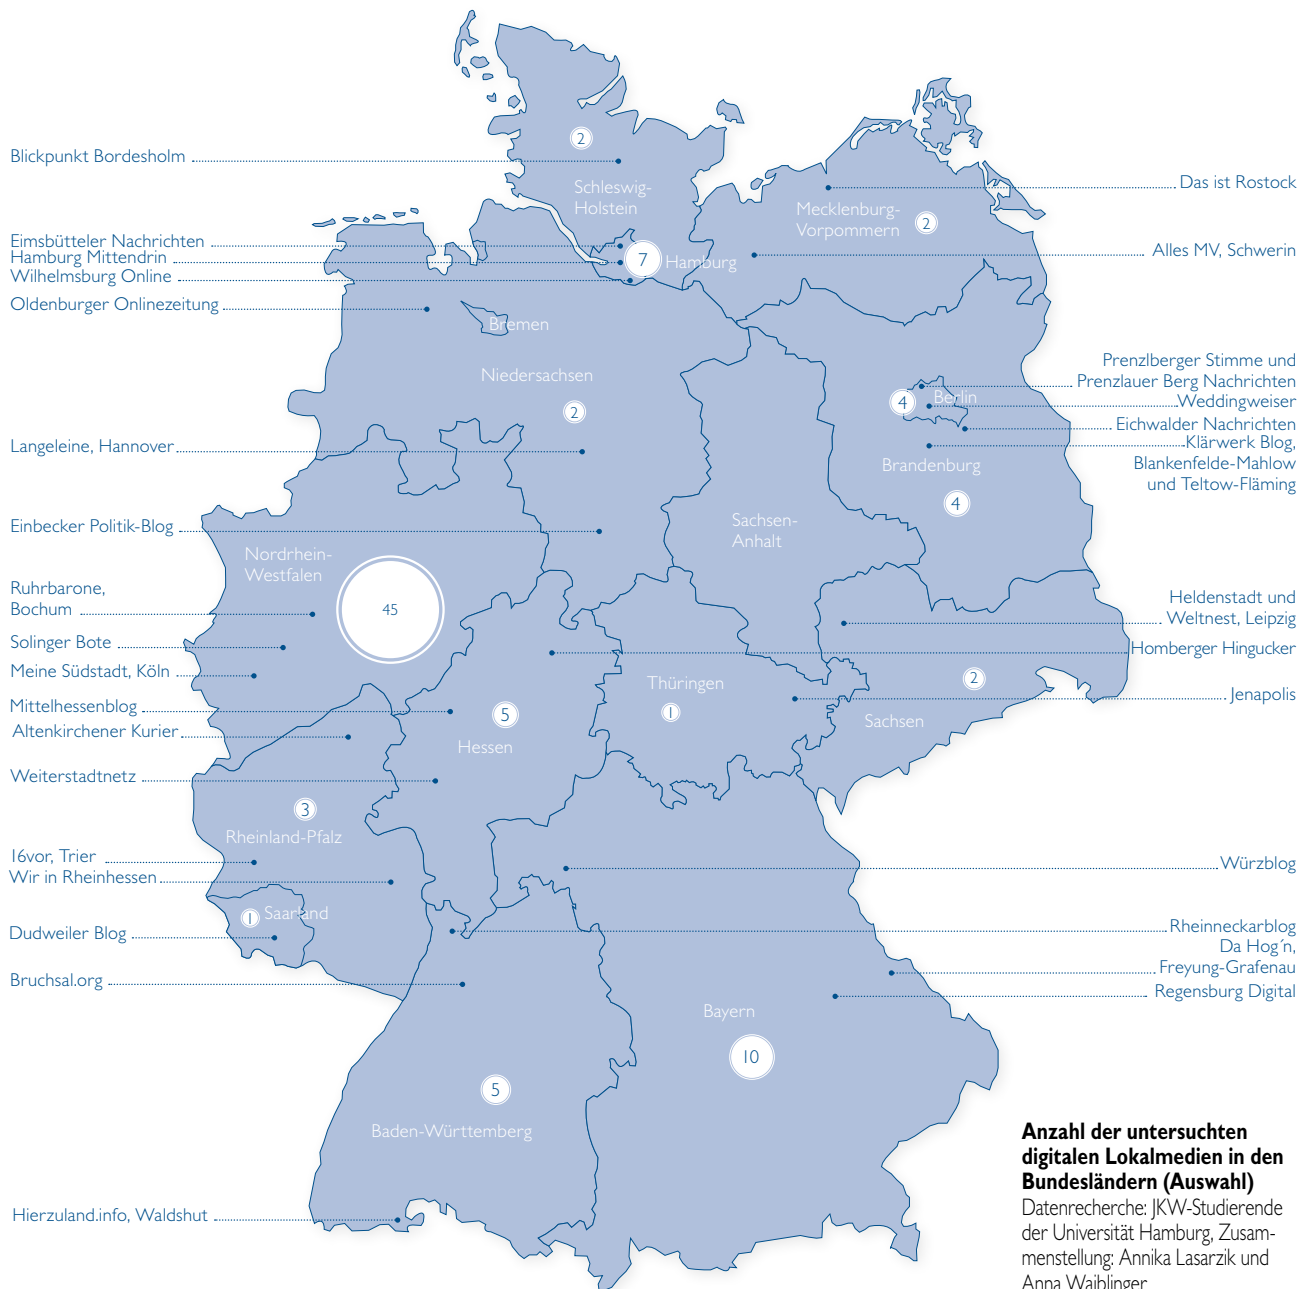 Blickpunkt Bordesholm
Eimsbütteler Nachrichten
Hamburg Mittendrin
Wilhelmsburg Online
Oldenburger Onlinezeitung
Langeleine, Hannover
Einbecker Politik-Blog
Ruhrbarone,
Bochum
Solinger Bote
Meine Südstadt, Köln
Mittelhessenblog
Altenkirchener Kurier
Weiterstadtnetz
16vor, Trier
Wir in Rheinhessen
Dudweiler Blog
Bruchsal.org
Hierzuland.info, Waldshut
2
Schleswig-
Holstein
7
Hamburg
Mecklenburg-
Vorpommern
2
Bremen
Niedersachsen
2
4
Berlin
Brandenburg
4
Sachsen-
Anhalt
Nordrhein-
Westfalen
45
5
Hessen
Thüringen
1
2
Sachsen
3
Rheinland-Pfalz
1
Saarland
Bayern
10
5
Baden-Württemberg
Das ist Rostock
Alles MV, Schwerin
Prenzlberger Stimme und
Prenzlauer Berg Nachrichten
Weddingweiser
Eichwalder Nachrichten
Klärwerk Blog,
Blankenfelde-Mahlow
und Teltow-Fläming
Heldenstadt und
Weltnest, Leipzig
Homberger Hingucker
Jenapolis
Würzblog
Rheinneckarblog
Da Hog´n,
Freyung-Grafenau
Regensburg Digital
Anzahl der untersuchten
digitalen Lokalmedien in den
Bundesländern (Auswahl)
Datenrecherche: JKW-Studierende
der Universität Hamburg, Zusam-
menstellung: Annika Lasarzik und
Anna Waiblinger